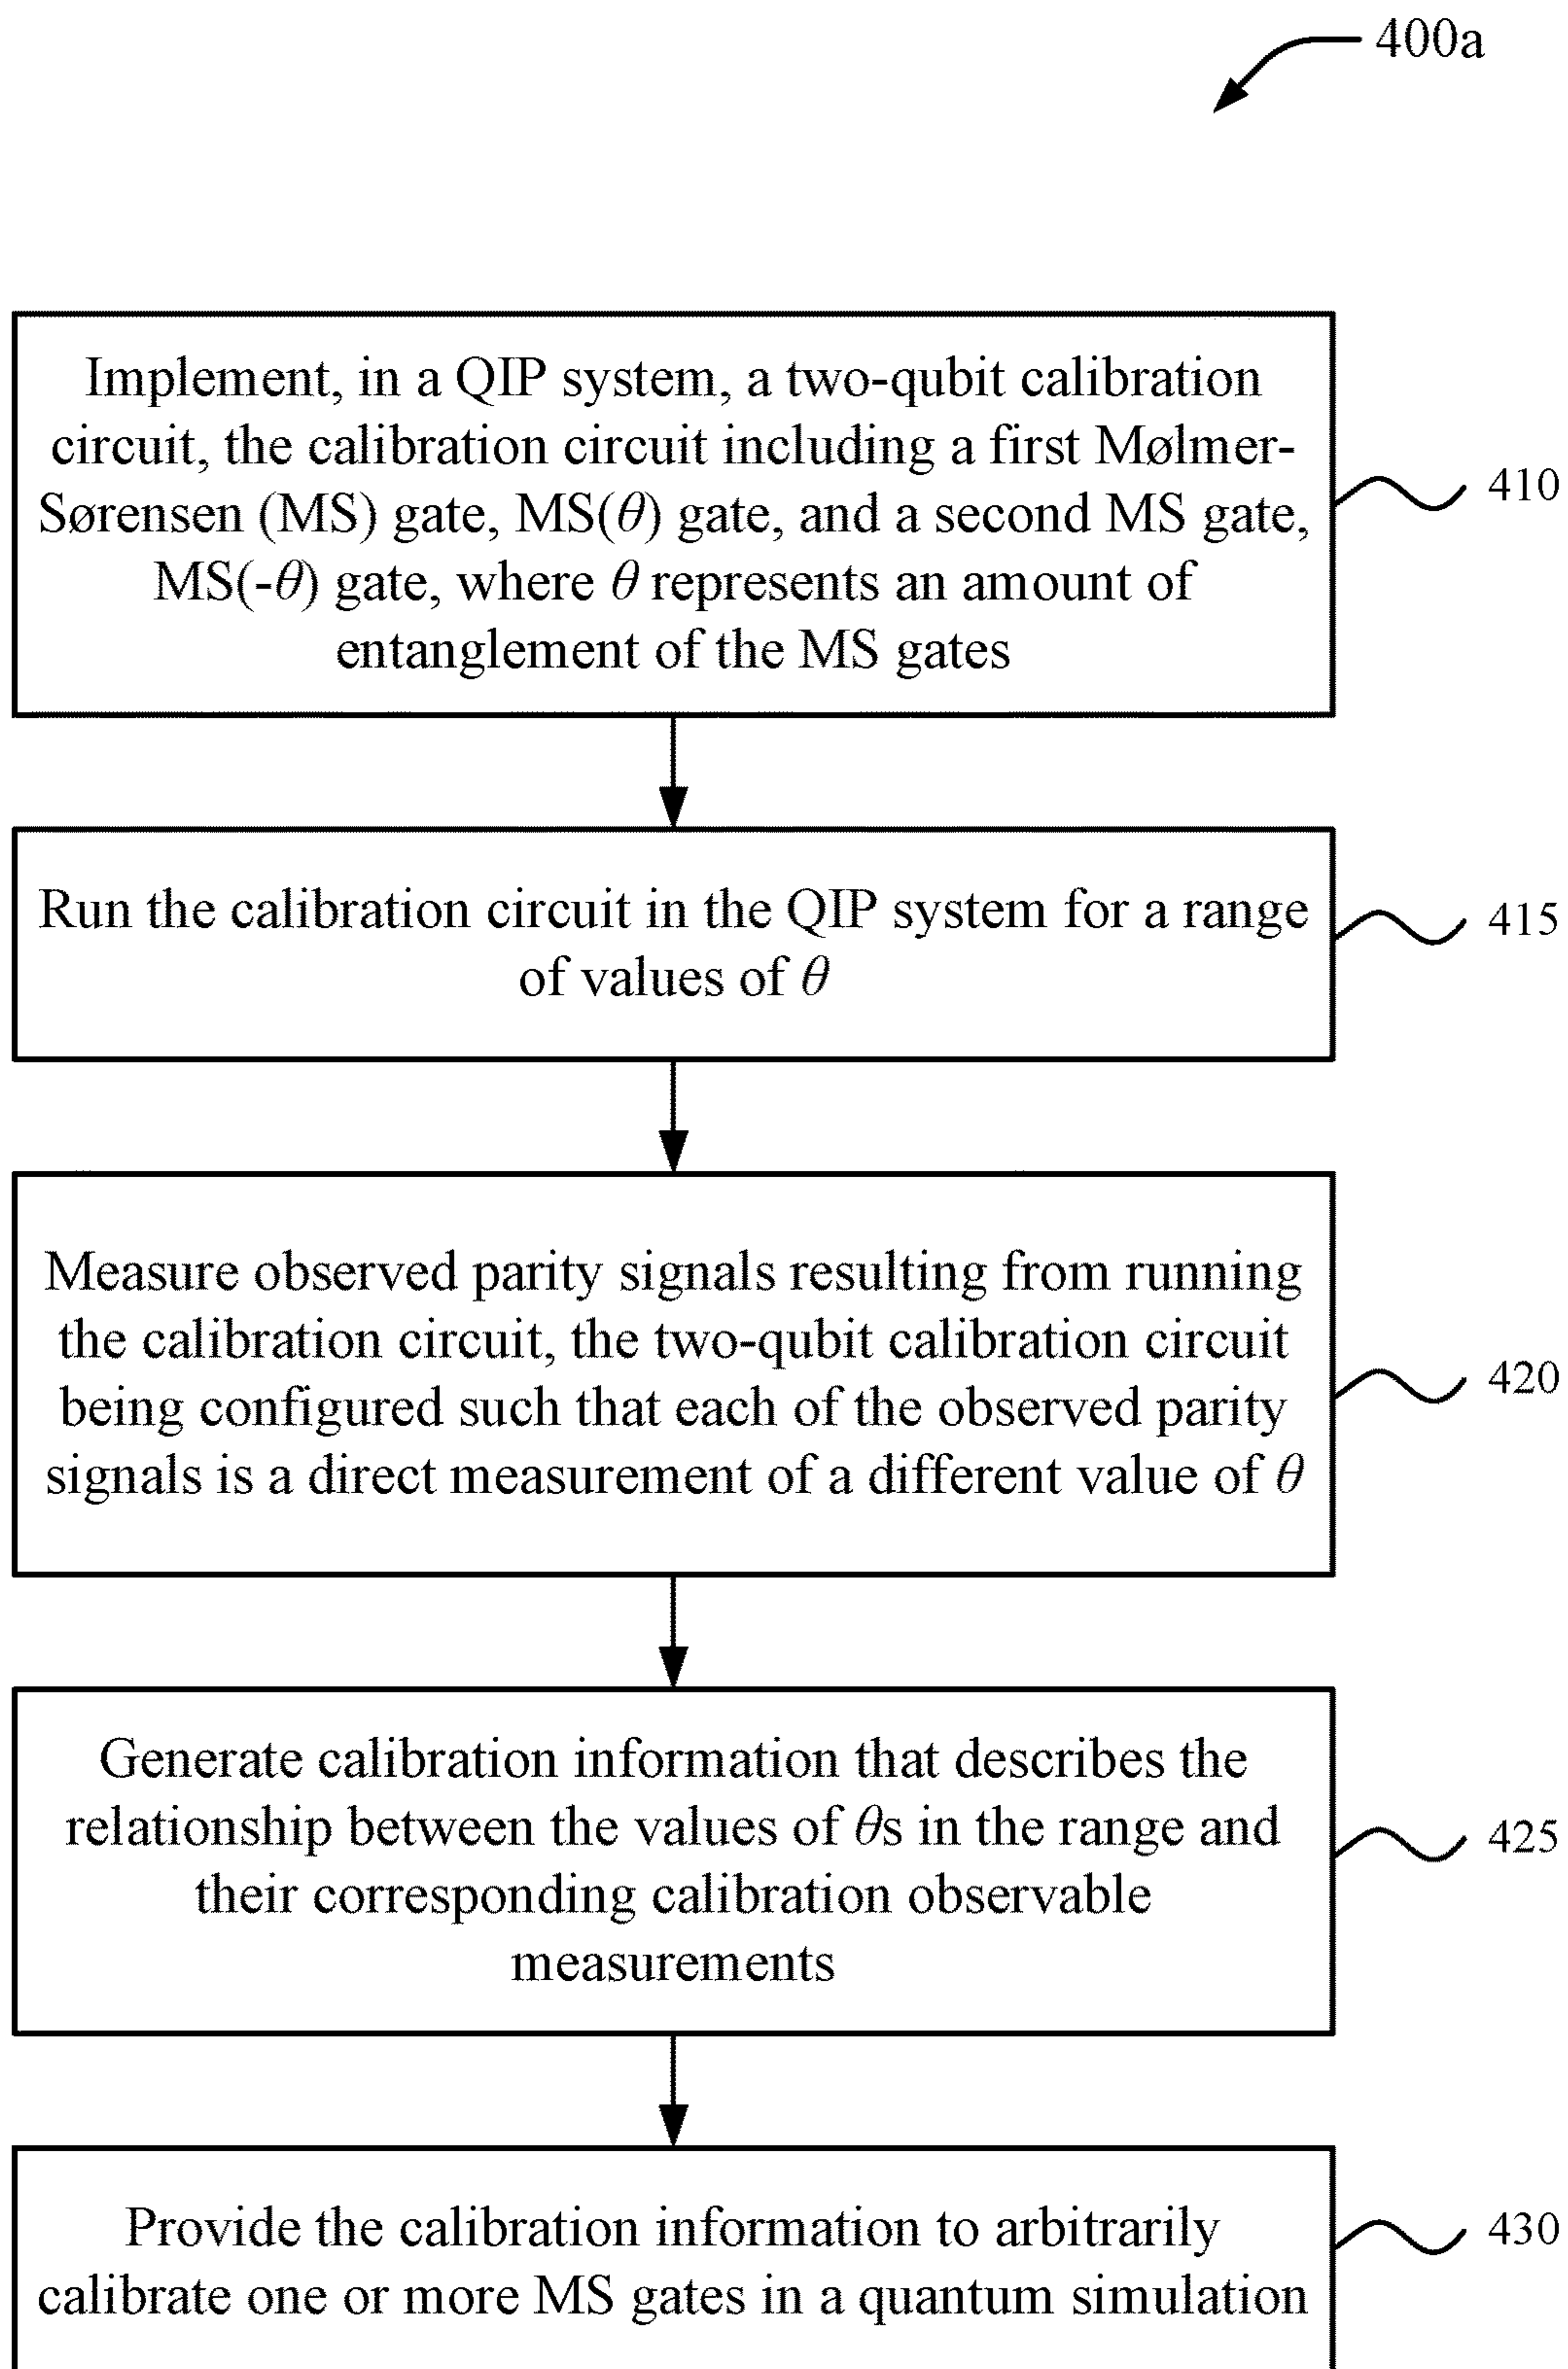 400a
Implement, in a QIP system, a two-qubit calibration
circuit, the calibration circuit including a first Mølmer-
Sørensen (MS) gate, MS(θ) gate, and a second MS gate,
MS(-θ) gate, where θ represents an amount of
entanglement of the MS gates
410
Run the calibration circuit in the QIP system for a range
of values of θ
415
Measure observed parity signals resulting from running
the calibration circuit, the two-qubit calibration circuit
being configured such that each of the observed parity
signals is a direct measurement of a different value of θ
420
Generate calibration information that describes the
relationship between the values of θs in the range and
their corresponding calibration observable
measurements
425
Provide the calibration information to arbitrarily
calibrate one or more MS gates in a quantum simulation
430